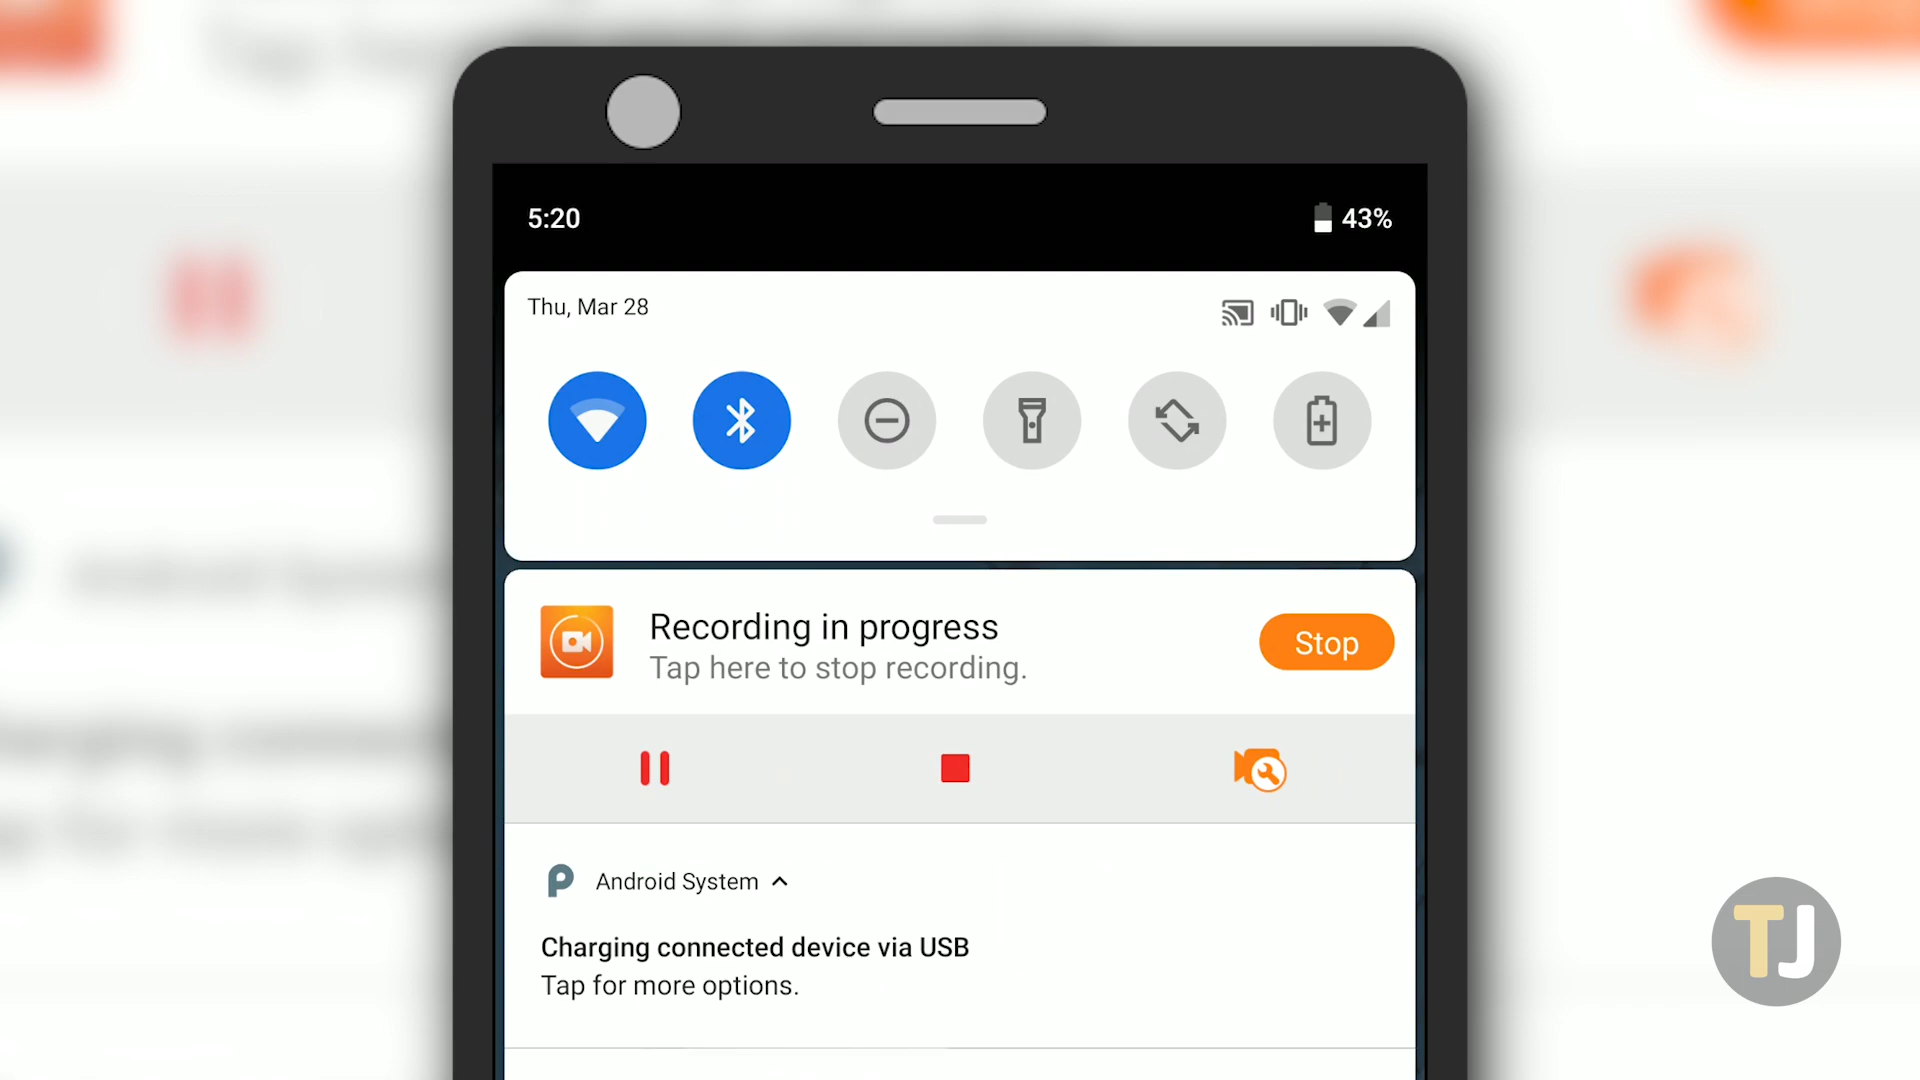 5:20
43%
Thu, Mar 28
Recording in progress
Tap here to stop recording.
Stop
Android System
Charging connected device via USB
Tap for more options.
TJ